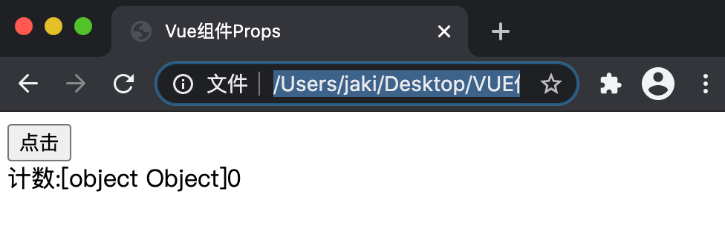 Vue组件Props
文件 /Users/jaki/Desktop/VUE
点击
计数:[object Object]0